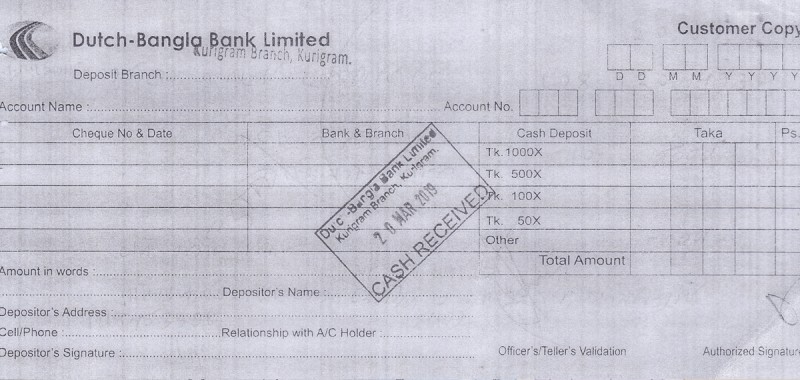 Dutch-Bangla Bank Limited
Kurigram Branch, Kurigram.
Customer Copy
Deposit Branch :
D D M M Y Y Y Y
Account Name :
Account No.
Cheque No & Date Bank & Branch Cash Deposit Taka Ps.
Tk. 1000X
Tk. 500X
Tk. 100X
Tk. 50X
Other
Total Amount
Dutc -Bangla Bank Limited
Kurigram Branch, Kurigram.
20 MAR 2019
CASH RECEIVED
Amount in words :
Depositor's Name :
Depositor's Address :
Cell/Phone : Relationship with A/C Holder :
Depositor's Signature : Officer's/Teller's Validation Authorized Signature